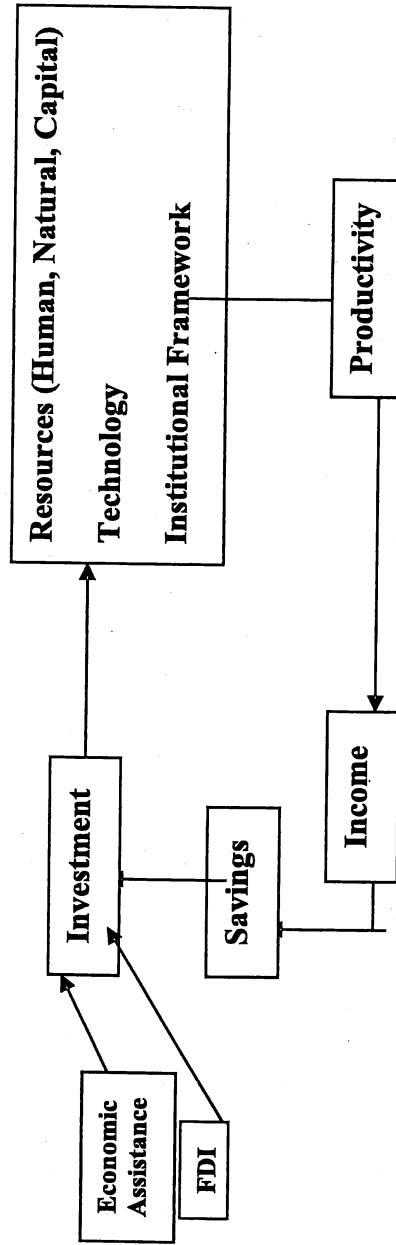 Economic
Assistance
FDI
Investment
Savings
Income
Resources (Human, Natural, Capital)
Technology
Institutional Framework
Productivity